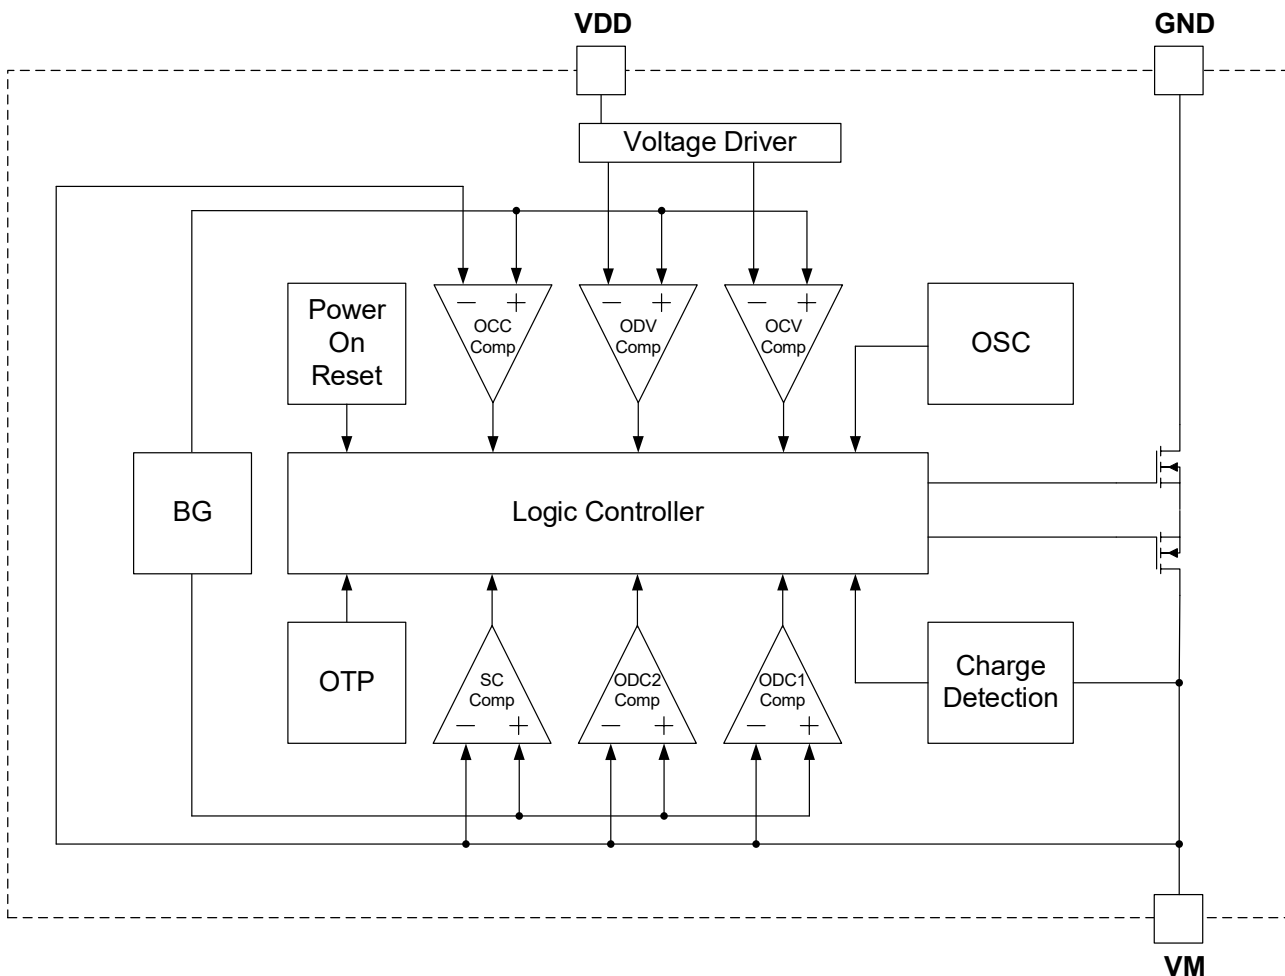 VDD
GND
Voltage Driver
Power
On
Reset
− +
OCC
Comp
− +
ODV
Comp
− +
OCV
Comp
OSC
BG
Logic Controller
OTP
SC
Comp
− +
ODC2
Comp
− +
ODC1
Comp
− +
Charge
Detection
VM